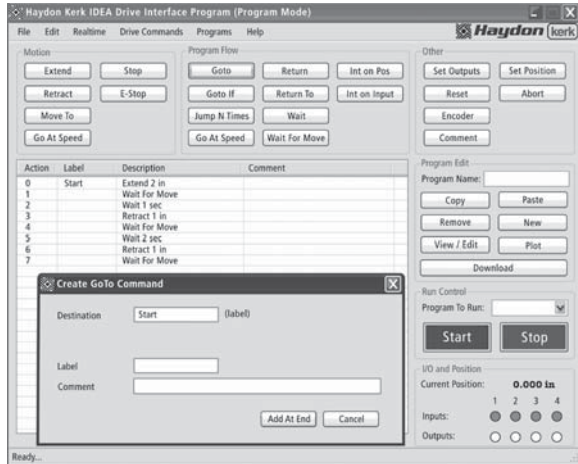 Haydon Kerk IDEA Drive Interface Program (Program Mode)
File Edit Realtime Drive Commands Programs Help
Haydon kerk
Motion
Extend Stop
Retract E-Stop
Move To
Go At Speed
Program Flow
Goto Return Int on Pos
Goto If Return To Int on Input
Jump N Times Wait
Go At Speed Wait For Move
Other
Set Outputs Set Position
Reset Abort
Encoder
Comment
Action Label Description Comment
0 Start Extend 2 in
1 Wait For Move
2 Wait 1 sec
3 Retract 1 in
4 Wait For Move
5 Wait 2 sec
6 Retract 1 in
7 Wait For Move
Program Edit
Program Name:
Copy Paste
Remove New
View / Edit Plot
Download
Create GoTo Command
Destination Start (label)
Label
Comment
Add At End Cancel
Run Control
Program To Run:
Start Stop
I/O and Position
Current Position: 0.000 in
1 2 3 4
Inputs:
Outputs:
Ready...